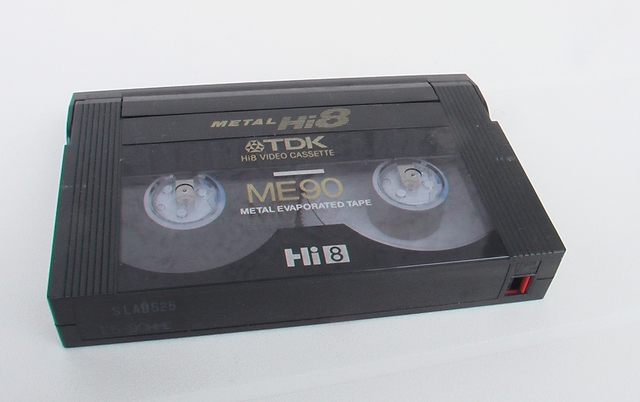 METAL Hi8
TDK
Hi8 VIDEO CASSETTE
ME90
METAL EVAPORATED TAPE
Hi8